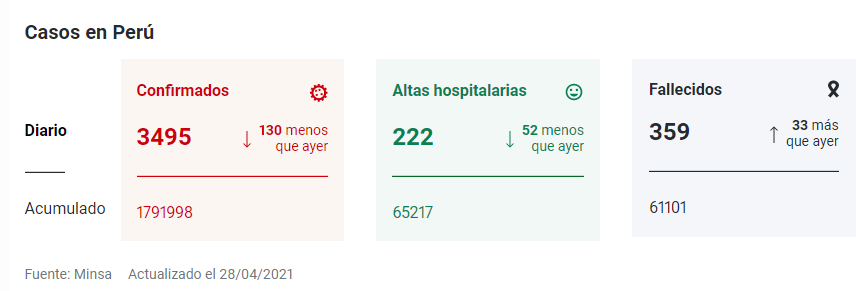 Casos en Perú
Confirmados
Altas hospitalarias
Fallecidos
Diario
3495
130 menos
que ayer
222
52 menos
que ayer
359
33 más
que ayer
Acumulado
1791998
65217
61101
Fuente: Minsa Actualizado el 28/04/2021